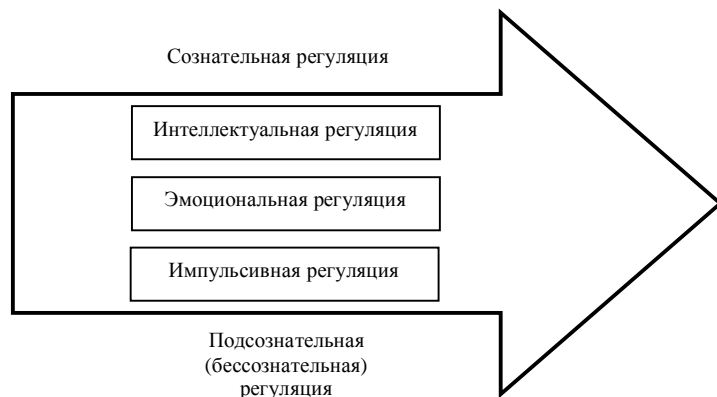 Сознательная регуляция
Интеллектуальная регуляция
Эмоциональная регуляция
Импульсивная регуляция
Подсознательная
(бессознательная)
регуляция